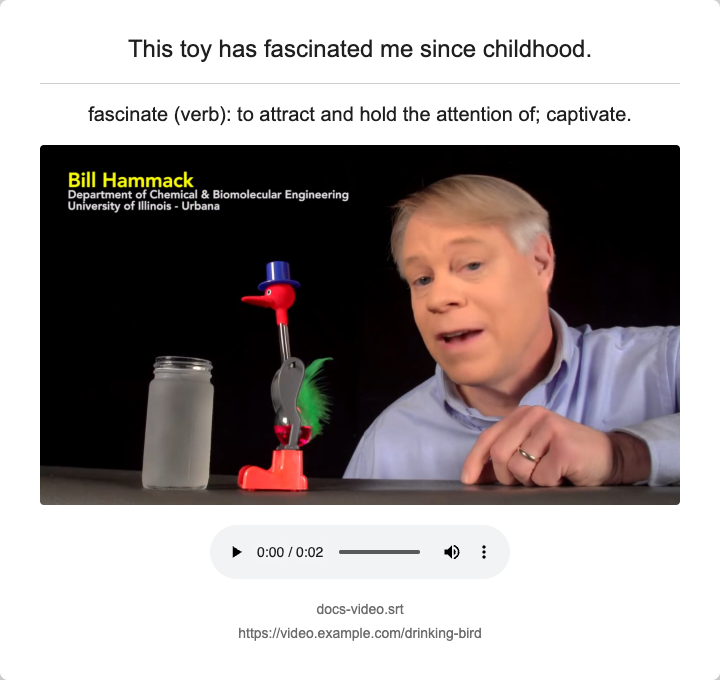 This toy has fascinated me since childhood.
fascinate (verb): to attract and hold the attention of; captivate.
Bill Hammack
Department of Chemical & Biomolecular Engineering
University of Illinois - Urbana
0:00 / 0:02
docs-video.srt
https://video.example.com/drinking-bird